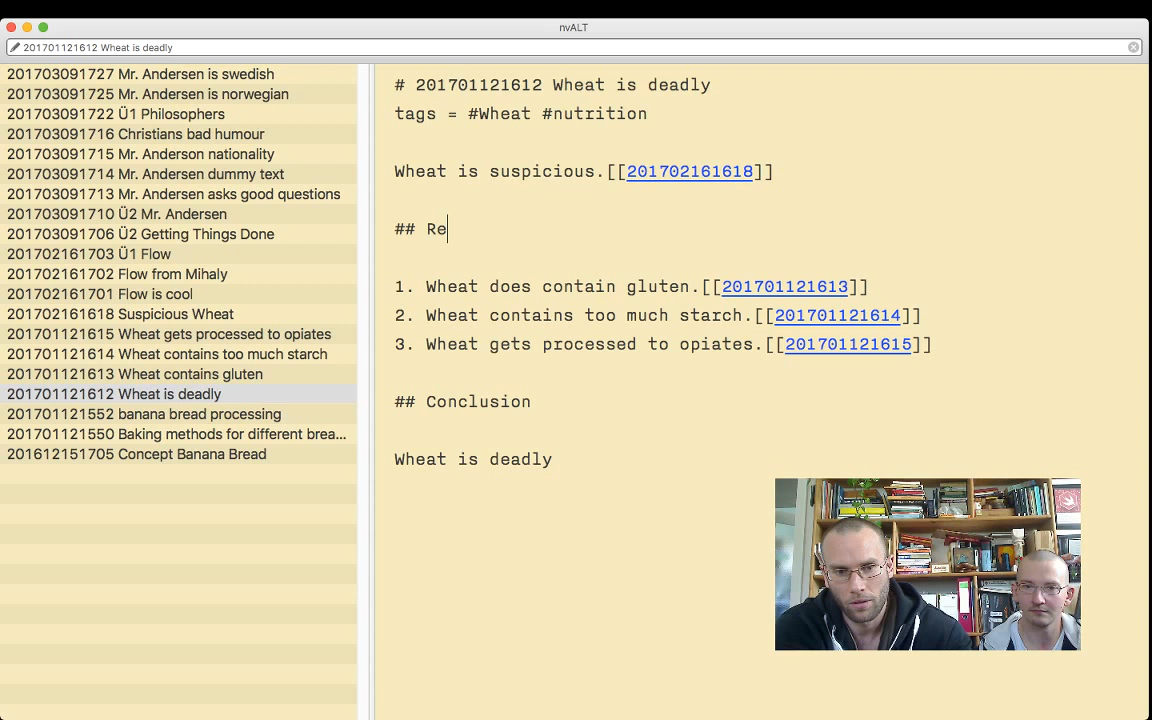 nvALT
201701121612 Wheat is deadly
201703091727 Mr. Andersen is swedish
201703091725 Mr. Andersen is norwegian
201703091722 Ü1 Philosophers
201703091716 Christians bad humour
201703091715 Mr. Anderson nationality
201703091714 Mr. Andersen dummy text
201703091713 Mr. Andersen asks good questions
201703091710 Ü2 Mr. Andersen
201703091706 Ü2 Getting Things Done
201702161703 Ü1 Flow
201702161702 Flow from Mihaly
201702161701 Flow is cool
201702161618 Suspicious Wheat
201701121615 Wheat gets processed to opiates
201701121614 Wheat contains too much starch
201701121613 Wheat contains gluten
201701121612 Wheat is deadly
201701121552 banana bread processing
201701121550 Baking methods for different brea...
201612151705 Concept Banana Bread
# 201701121612 Wheat is deadly
tags = #Wheat #nutrition
Wheat is suspicious.[[201702161618]]
## Re
1. Wheat does contain gluten.[[201701121613]]
2. Wheat contains too much starch.[[201701121614]]
3. Wheat gets processed to opiates.[[201701121615]]
## Conclusion
Wheat is deadly